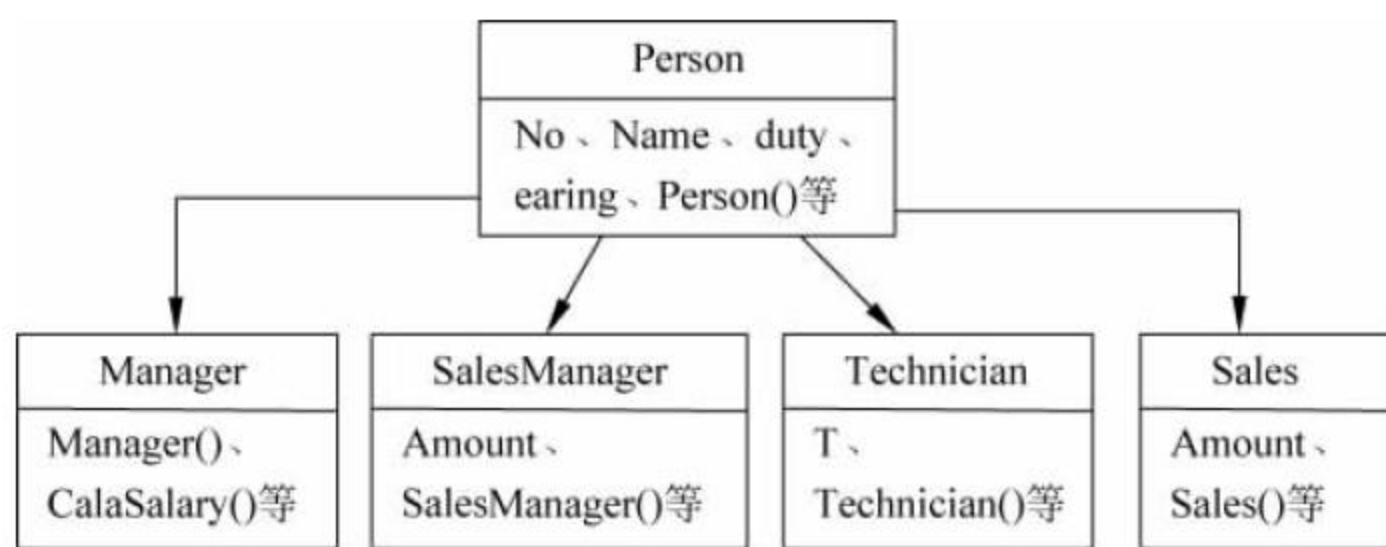 Person
No、Name、duty、
earing、Person()等
Manager
Manager()、
CalaSalary()等
SalesManager
Amount、
SalesManager()等
Technician
T、
Technician()等
Sales
Amount、
Sales()等